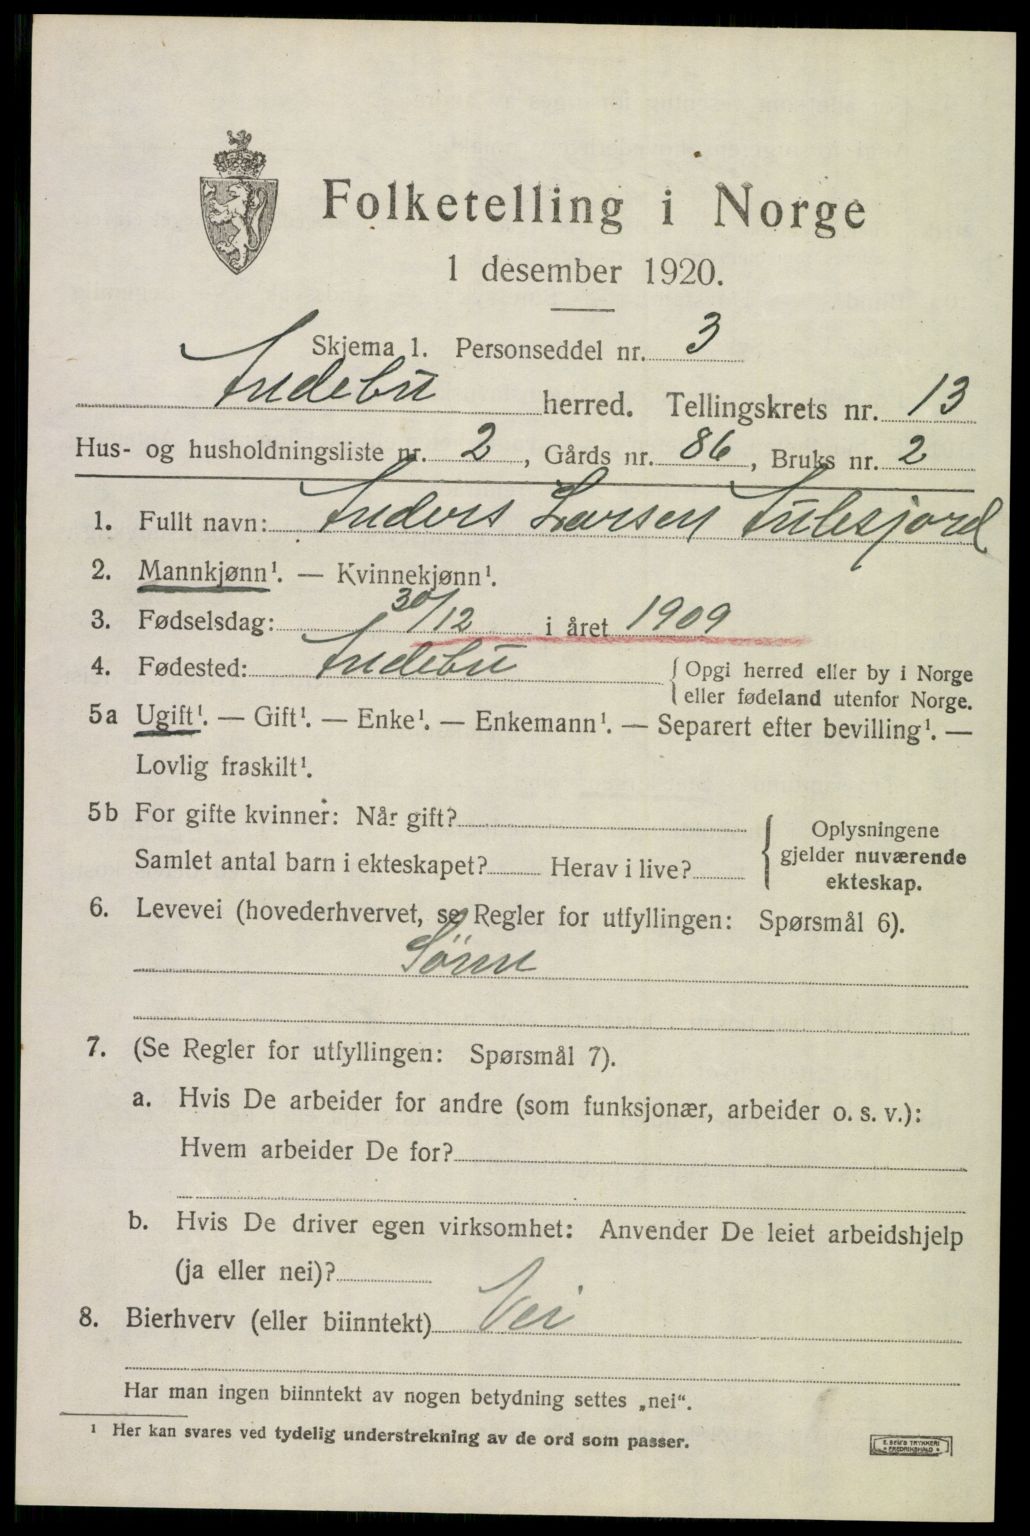 Folketelling i Norge
1 desember 1920.
Skjema 1. Personseddel nr. 3
Andebu herred. Tellingskrets nr. 13
Hus- og husholdningsliste nr. 2, Gårds nr. 86, Bruks nr. 2
1. Fullt navn: Anders Larsen
2. Mannkjønn¹. — Kvinnekjønn¹.
3. Fødselsdag: 30/12 i året 1909
4. Fødested: Andebu {Opgi herred eller by i Norge
eller fødeland utenfor Norge.
5a Ugift¹. — Gift¹. — Enke¹. — Enkemann¹. — Separert efter bevilling¹. —
Lovlig fraskilt¹.
5b For gifte kvinner: Når gift?
Samlet antal barn i ekteskapet? Herav i live?
{Oplysningene
gjelder nuværende
ekteskap.
6. Levevei (hovederhvervet, se Regler for utfyllingen: Spørsmål 6).
Sønn
7. (Se Regler for utfyllingen: Spørsmål 7).
a. Hvis De arbeider for andre (som funksjonær, arbeider o. s. v.):
Hvem arbeider De for?
b. Hvis De driver egen virksomhet: Anvender De leiet arbeidshjelp
(ja eller nei)?
8. Bierhverv (eller biinntekt) Nei
Har man ingen biinntekt av nogen betydning settes „nei“.
¹ Her kan svares ved tydelig understrekning av de ord som passer.
E. SEM'S TRYKKERI
FREDRIKSHALD